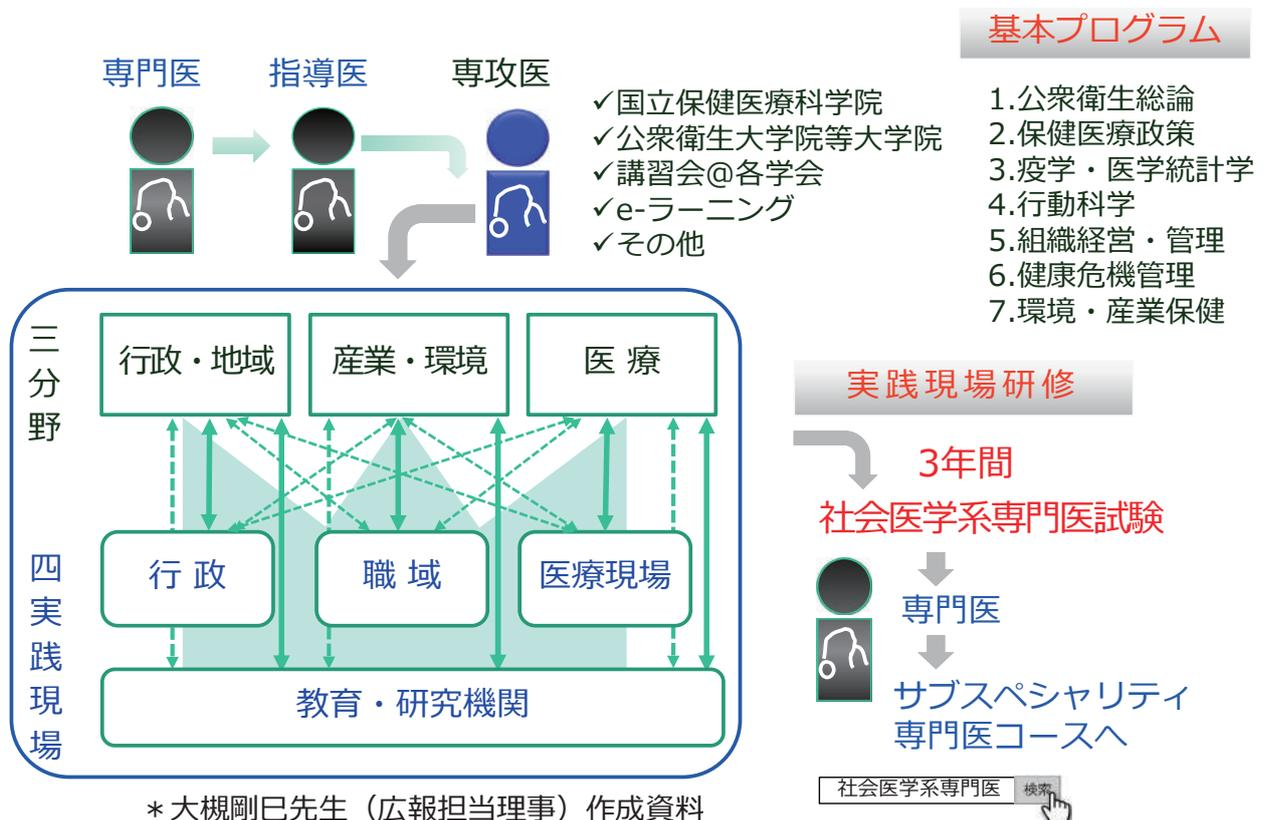 専門医
指導医
専攻医
✓国立保健医療科学院
✓公衆衛生大学院等大学院
✓講習会@各学会
✓e-ラーニング
✓その他
基本プログラム
1.公衆衛生総論
2.保健医療政策
3.疫学・医学統計学
4.行動科学
5.組織経営・管理
6.健康危機管理
7.環境・産業保健
三分野
行政・地域
産業・環境
医 療
四実践現場
行 政
職 域
医療現場
教育・研究機関
＊大槻剛巳先生（広報担当理事）作成資料
実践現場研修
3年間
社会医学系専門医試験
専門医
サブスペシャリティ
専門医コースへ
社会医学系専門医 検索